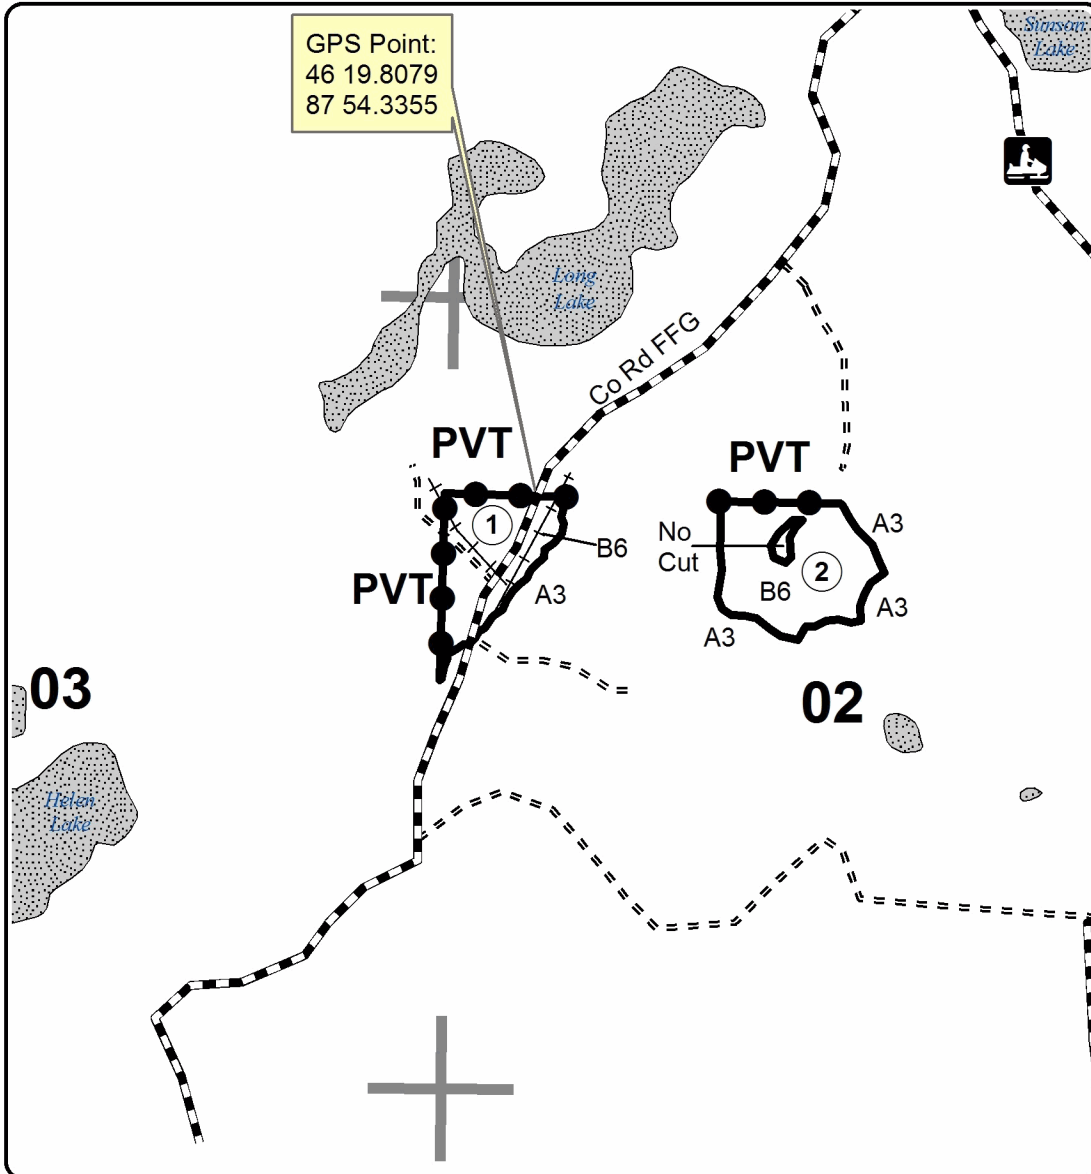 GPS Point:
46 19.8079
87 54.3355
Sunson
Lake
Long
Lake
Co Rd FFG
PVT
PVT
1
B6
A3
PVT
No
Cut
A3
2
B6
A3
A3
03
02
Helen
Lake